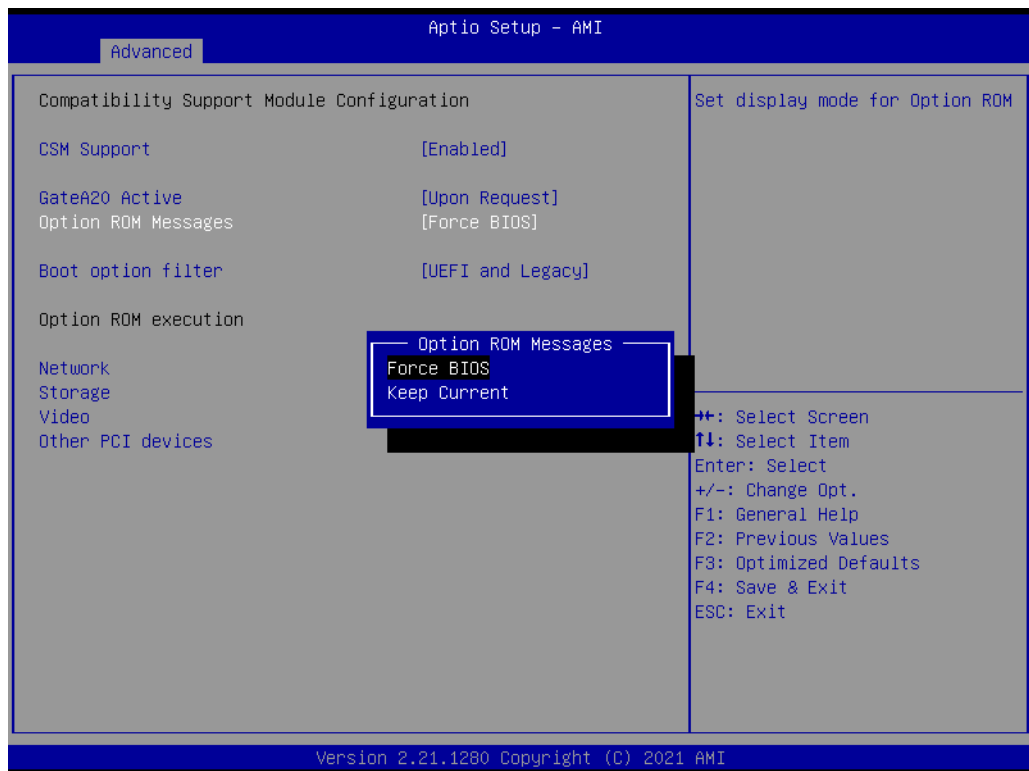 Aptio Setup – AMI
Advanced
Compatibility Support Module Configuration
CSM Support [Enabled]
GateA20 Active [Upon Request]
Option ROM Messages [Force BIOS]
Boot option filter [UEFI and Legacy]
Option ROM execution
Network
Storage
Video
Other PCI devices
Option ROM Messages
Force BIOS
Keep Current
Set display mode for Option ROM
→←: Select Screen
↑↓: Select Item
Enter: Select
+/-: Change Opt.
F1: General Help
F2: Previous Values
F3: Optimized Defaults
F4: Save & Exit
ESC: Exit
Version 2.21.1280 Copyright (C) 2021 AMI